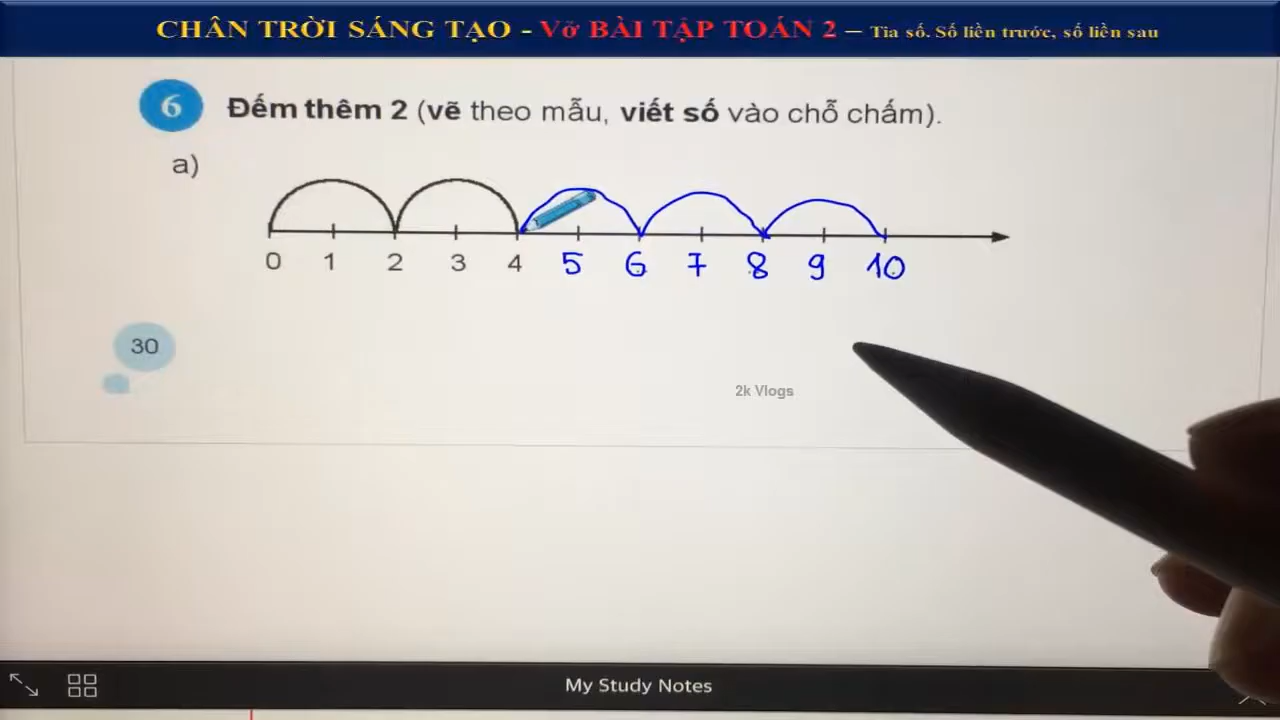 CHÂN TRỜI SÁNG TẠO - Vở BÀI TẬP TOÁN 2 – Tia số. Số liền trước, số liền sau
6 Đếm thêm 2 (vẽ theo mẫu, viết số vào chỗ chấm).
a)
0 1 2 3 4 5 6 7 8 9 10
30
2k Vlogs
My Study Notes